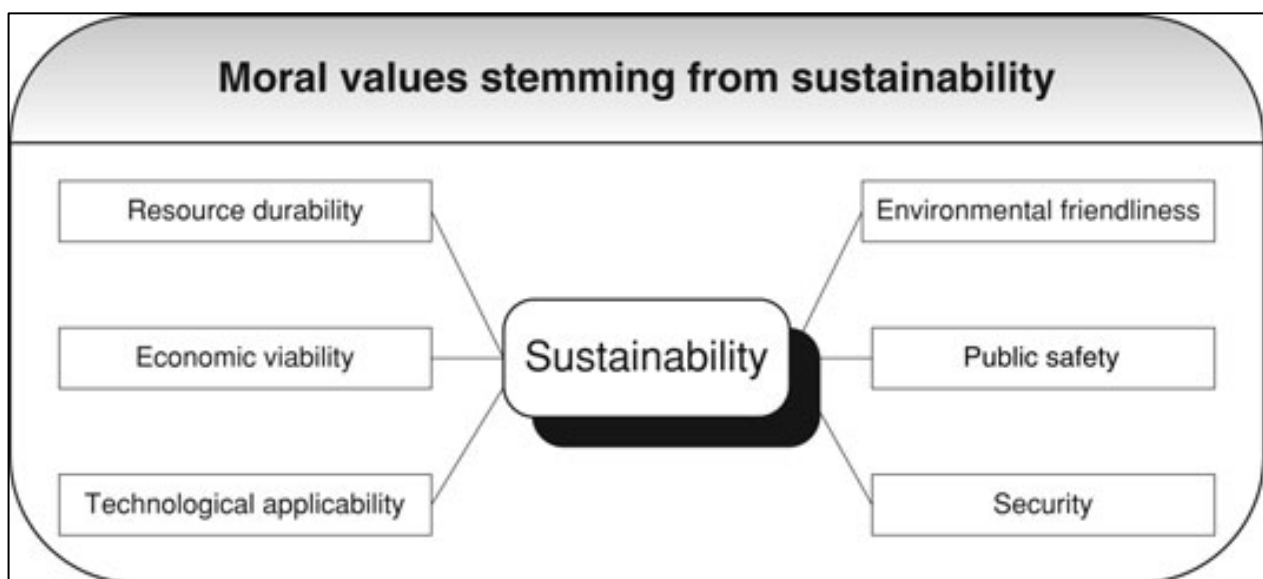 Moral values stemming from sustainability
Resource durability
Economic viability
Technological applicability
Sustainability
Environmental friendliness
Public safety
Security